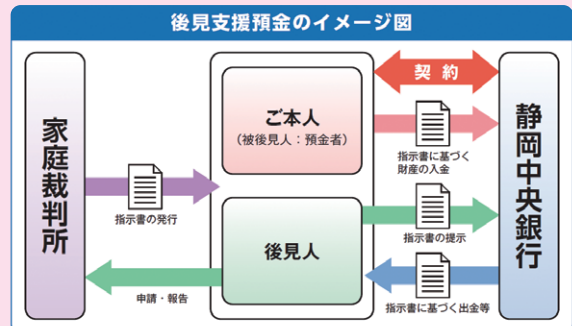 後見支援預金のイメージ図
家庭裁判所
指示書の発行
申請・報告
ご本人
（被後見人：預金者）
後見人
契約
指示書に基づく
財産の入金
指示書の提示
指示書に基づく出金等
静岡中央銀行